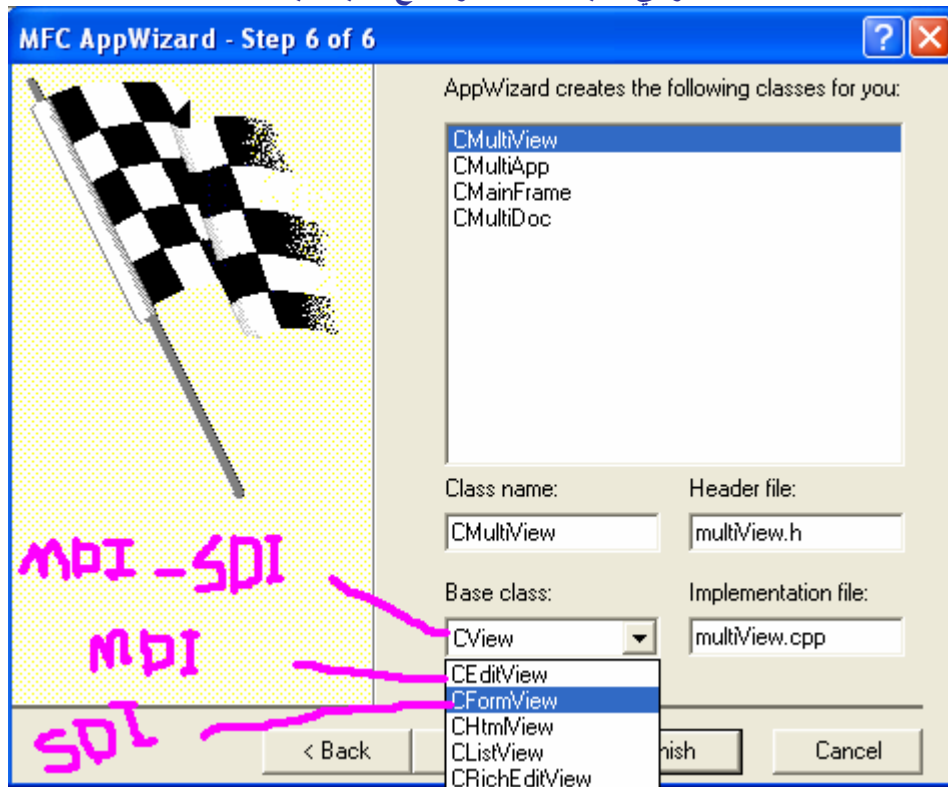 MFC AppWizard - Step 6 of 6
AppWizard creates the following classes for you:
CMultiView
CMultiApp
CMainFrame
CMultiDoc
Class name:
Header file:
CMultiView
multiView.h
MDI - SDI
Base class:
Implementation file:
CView
multiView.cpp
MDI
CEditView
CFormView
SDI
CHtmlView
CListView
CRichEditView
< Back
Cancel